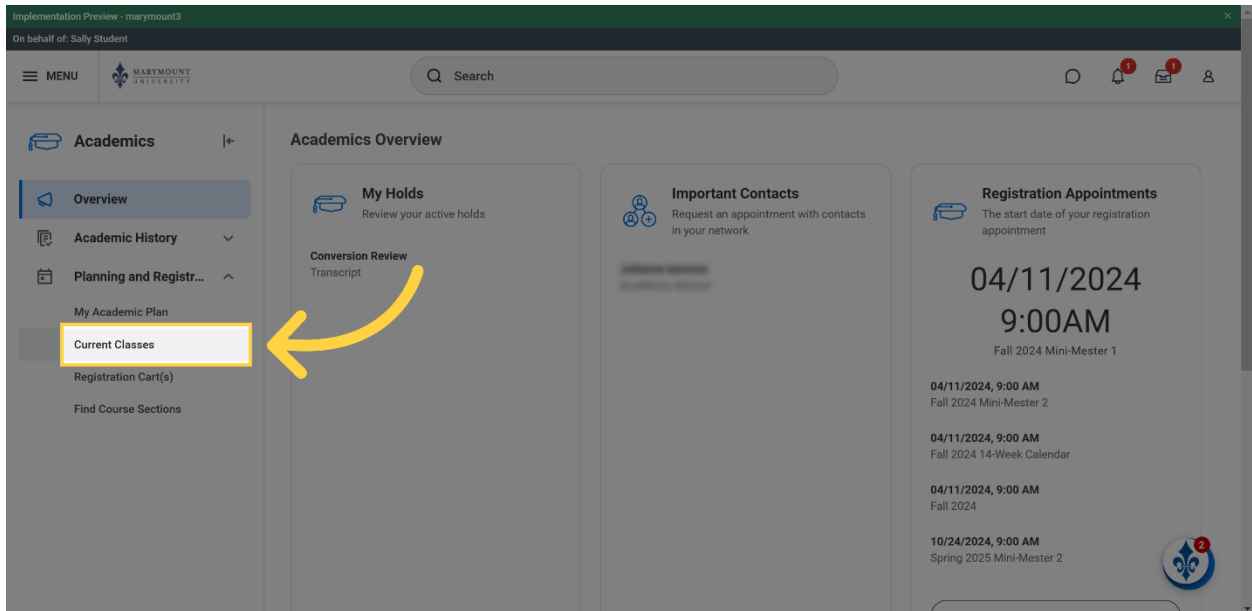 Implementation Preview - marymount3
×
On behalf of: Sally Student
MENU
MARYMOUNT
UNIVERSITY
Search
1
1
Academics
Overview
Academic History
Planning and Registr...
My Academic Plan
Current Classes
Registration Cart(s)
Find Course Sections
Academics Overview
My Holds
Review your active holds
Conversion Review
Transcript
Important Contacts
Request an appointment with contacts
in your network
Registration Appointments
The start date of your registration
appointment
04/11/2024
9:00AM
Fall 2024 Mini-Mester 1
04/11/2024, 9:00 AM
Fall 2024 Mini-Mester 2
04/11/2024, 9:00 AM
Fall 2024 14-Week Calendar
04/11/2024, 9:00 AM
Fall 2024
10/24/2024, 9:00 AM
Spring 2025 Mini-Mester 2
2